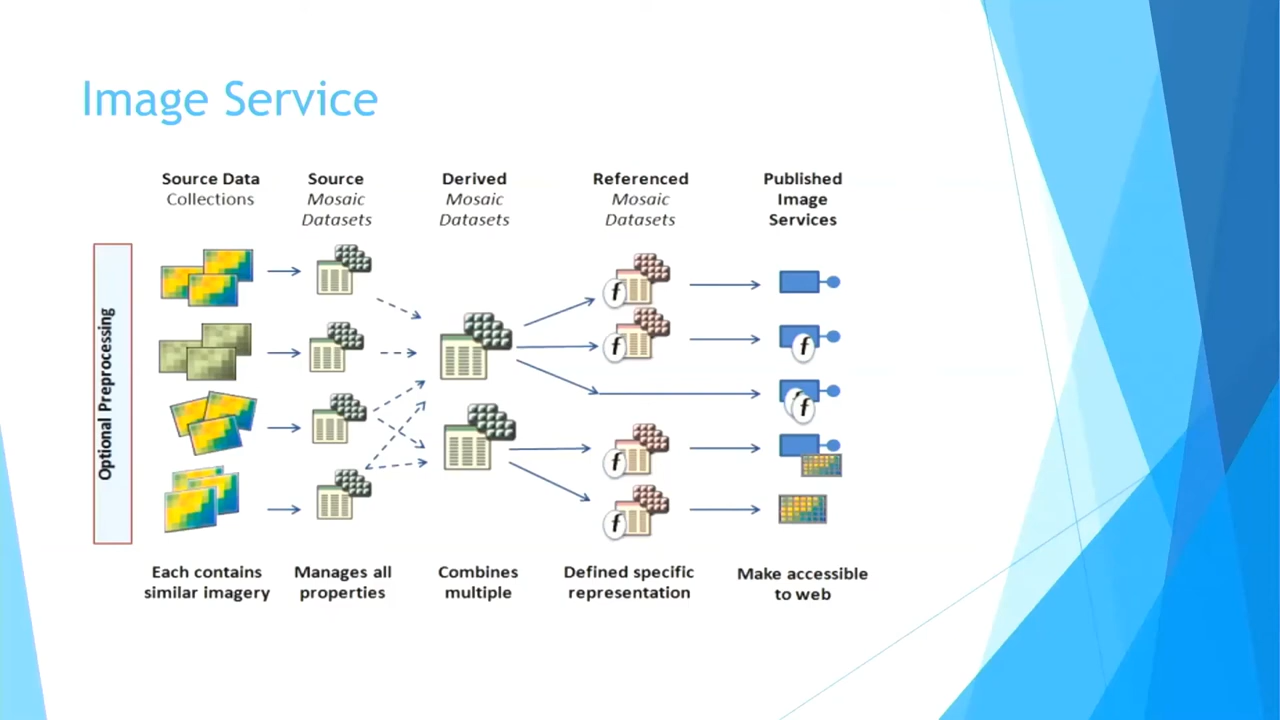 Image Service
Source Data
Collections
Source
Mosaic
Datasets
Derived
Mosaic
Datasets
Referenced
Mosaic
Datasets
Published
Image
Services
Optional Preprocessing
f
f
f
f
f
f
f
Each contains
similar imagery
Manages all
properties
Combines
multiple
Defined specific
representation
Make accessible
to web